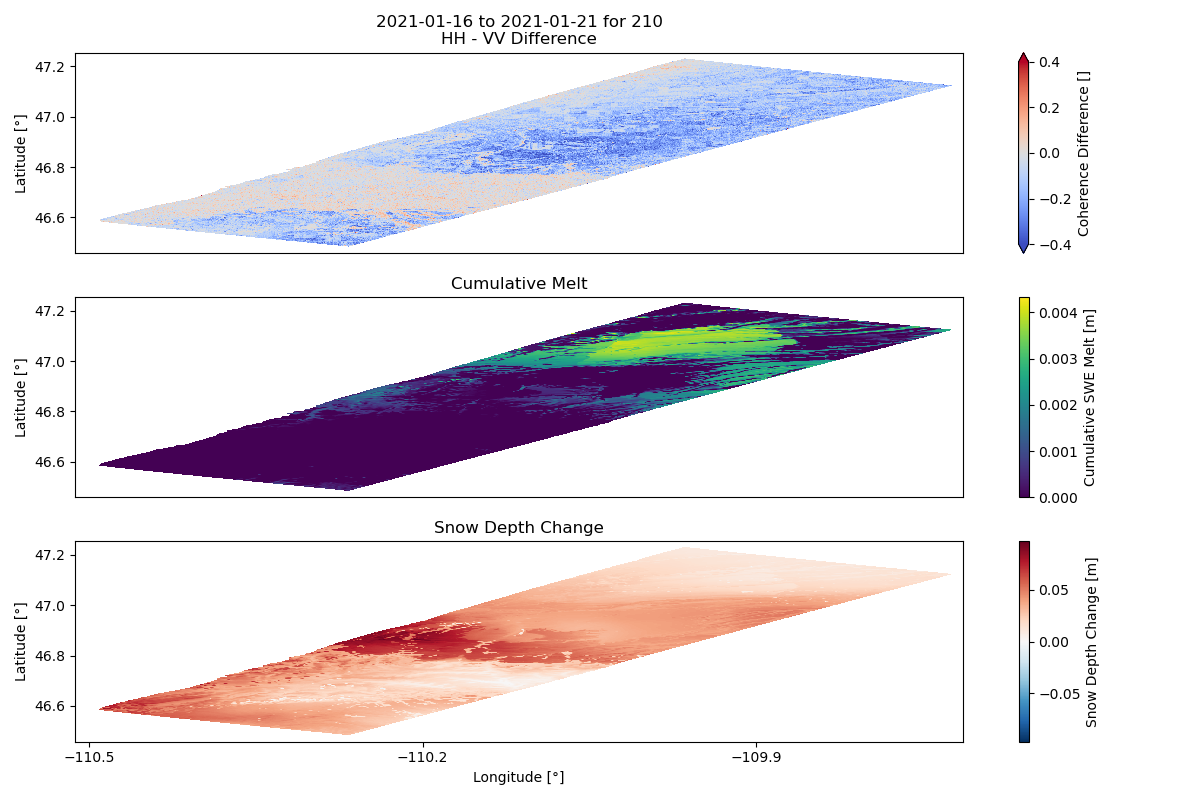 2021-01-16 to 2021-01-21 for 210
HH - VV Difference
47.2
47.0
46.8
46.6
Latitude [°]
0.4
0.2
0.0
−0.2
−0.4
Coherence Difference []
Cumulative Melt
47.2
47.0
46.8
46.6
Latitude [°]
0.004
0.003
0.002
0.001
0.000
Cumulative SWE Melt [m]
Snow Depth Change
47.2
47.0
46.8
46.6
Latitude [°]
0.05
0.00
−0.05
Snow Depth Change [m]
−110.5
−110.2
−109.9
Longitude [°]